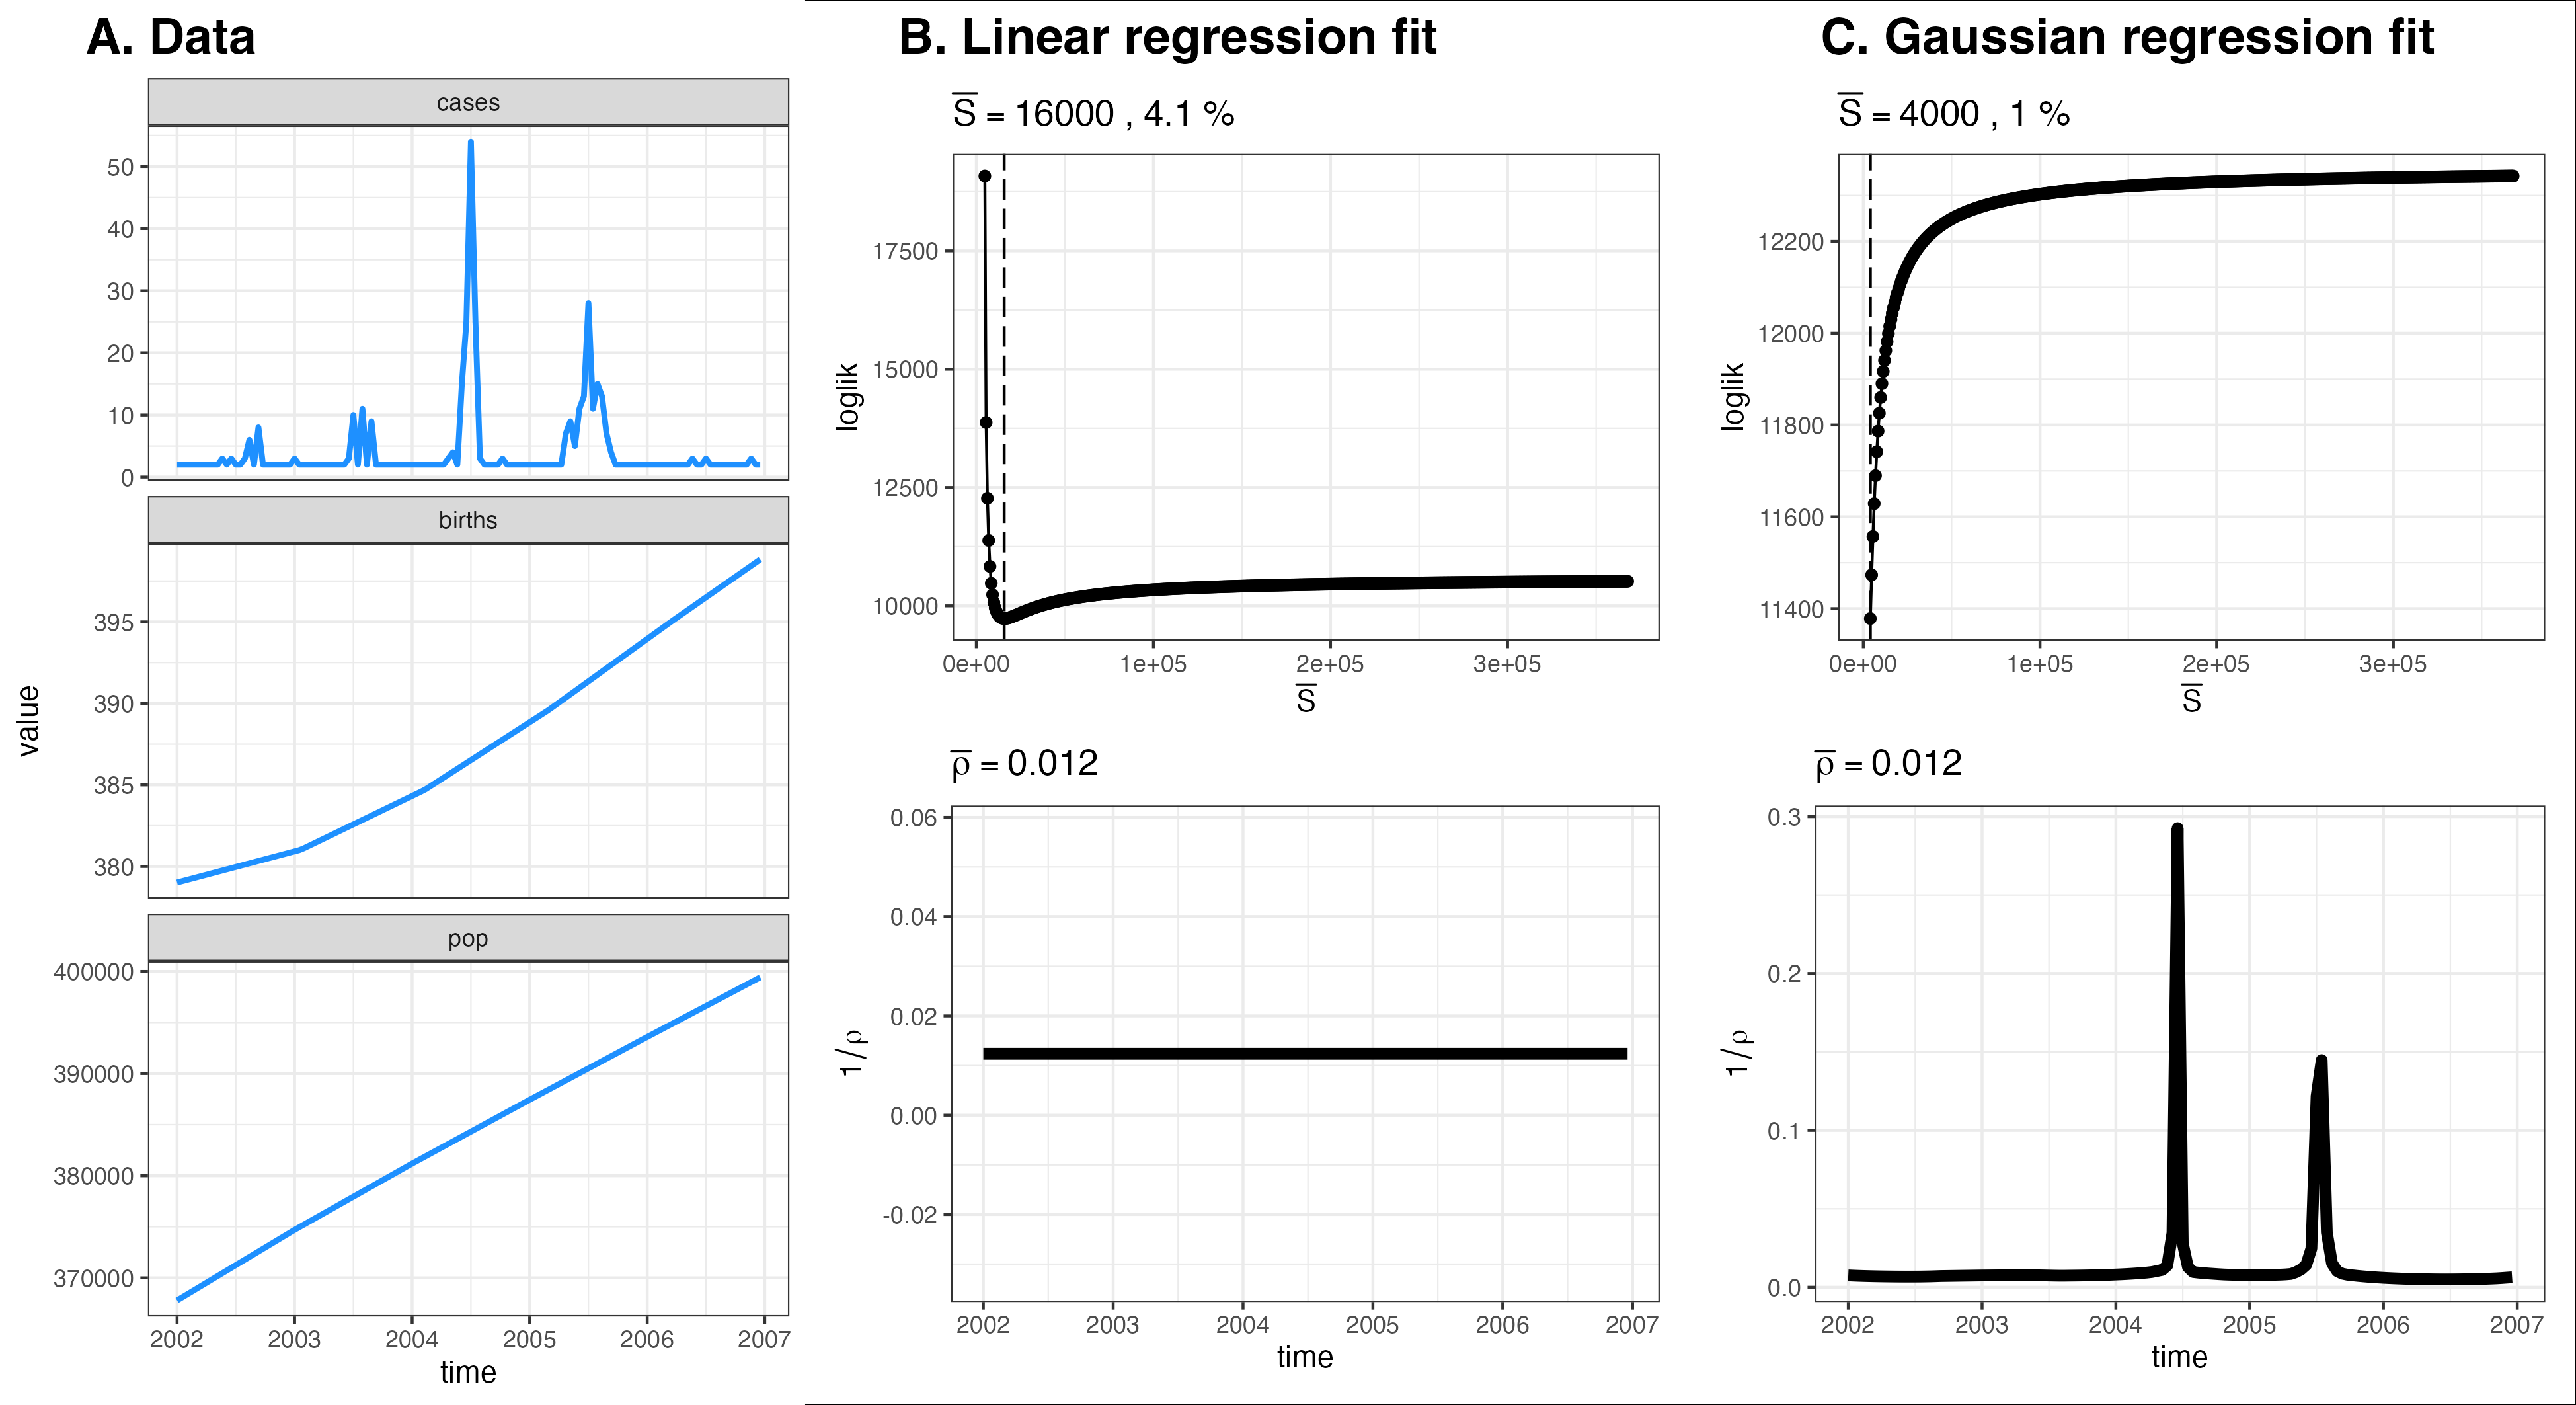 A. Data
cases
50
40
30
20
10
0
births
395
390
385
380
pop
400000
390000
380000
370000
2002 2003 2004 2005 2006 2007
time
value
B. Linear regression fit
S̅ = 16000 , 4.1 %
17500
15000
12500
10000
loglik
0e+00 1e+05 2e+05 3e+05
S̅
ρ̅ = 0.012
0.06
0.04
0.02
0.00
-0.02
1/ρ
2002 2003 2004 2005 2006 2007
time
C. Gaussian regression fit
S̅ = 4000 , 1 %
12200
12000
11800
11600
11400
loglik
0e+00 1e+05 2e+05 3e+05
S̅
ρ̅ = 0.012
0.3
0.2
0.1
0.0
1/ρ
2002 2003 2004 2005 2006 2007
time